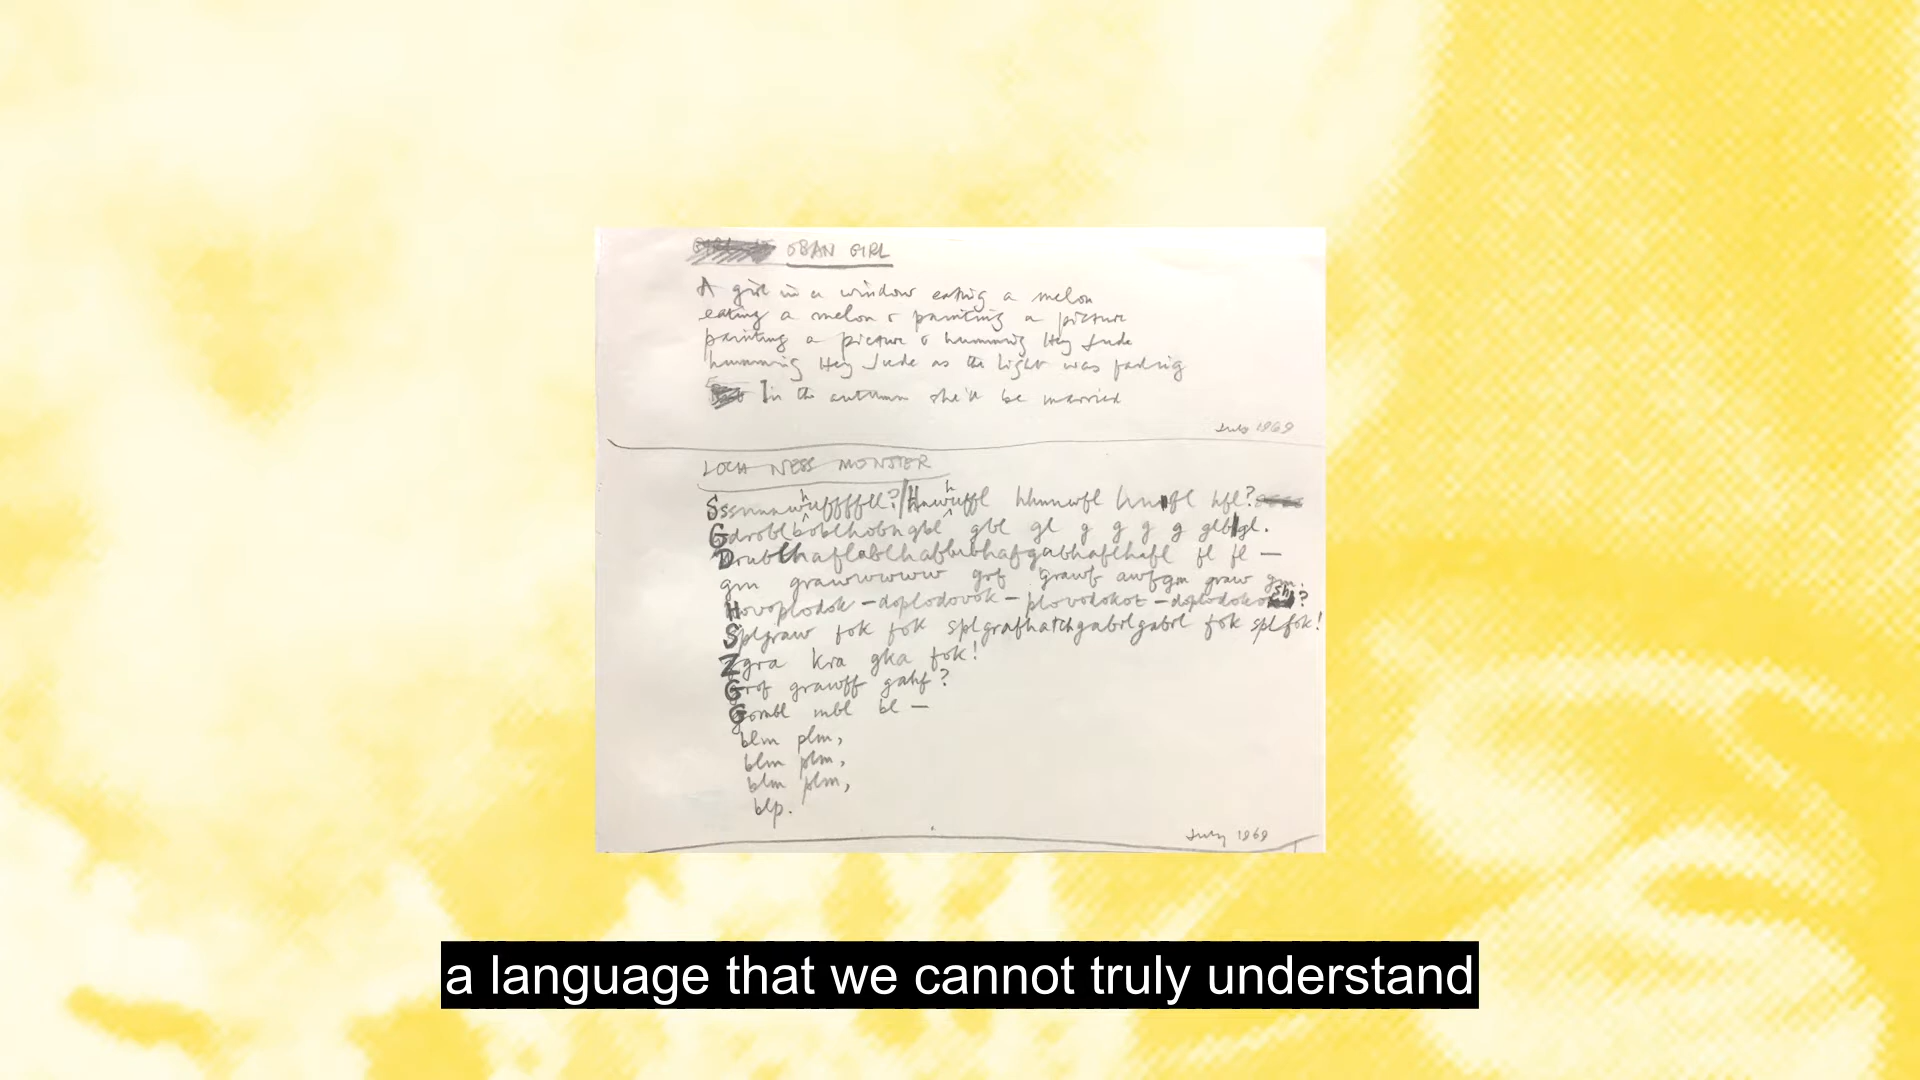 OBAN GIRL
A girl in a window eating a melon
eating a melon & painting a picture
painting a picture & humming Hey Jude
humming Hey Jude as the light was fading
In the autumn she'll be married
July 1969
LOCH NESS MONSTER
Sssnnnwhuffffll?/Hnwhuffl hhnnwfl hnfl hfl?
Gdroblboblhobngbl gbl gl g g g g glbgl.
Drublhaflablhaflubhafgabhaflhafl fl fl —
gm grawwwww grf grawf awfgm graw gm.
Hovoplodok – doplodovok – plovodokot – doplodokosh?
Splgraw fok fok splgrafhatchgabrlgabrl fok splfok!
Zgra kra gka fok!
Grof grawff gahf?
Gombl mbl bl —
blm plm,
blm plm,
blm plm,
blp.
July 1969
a language that we cannot truly understand